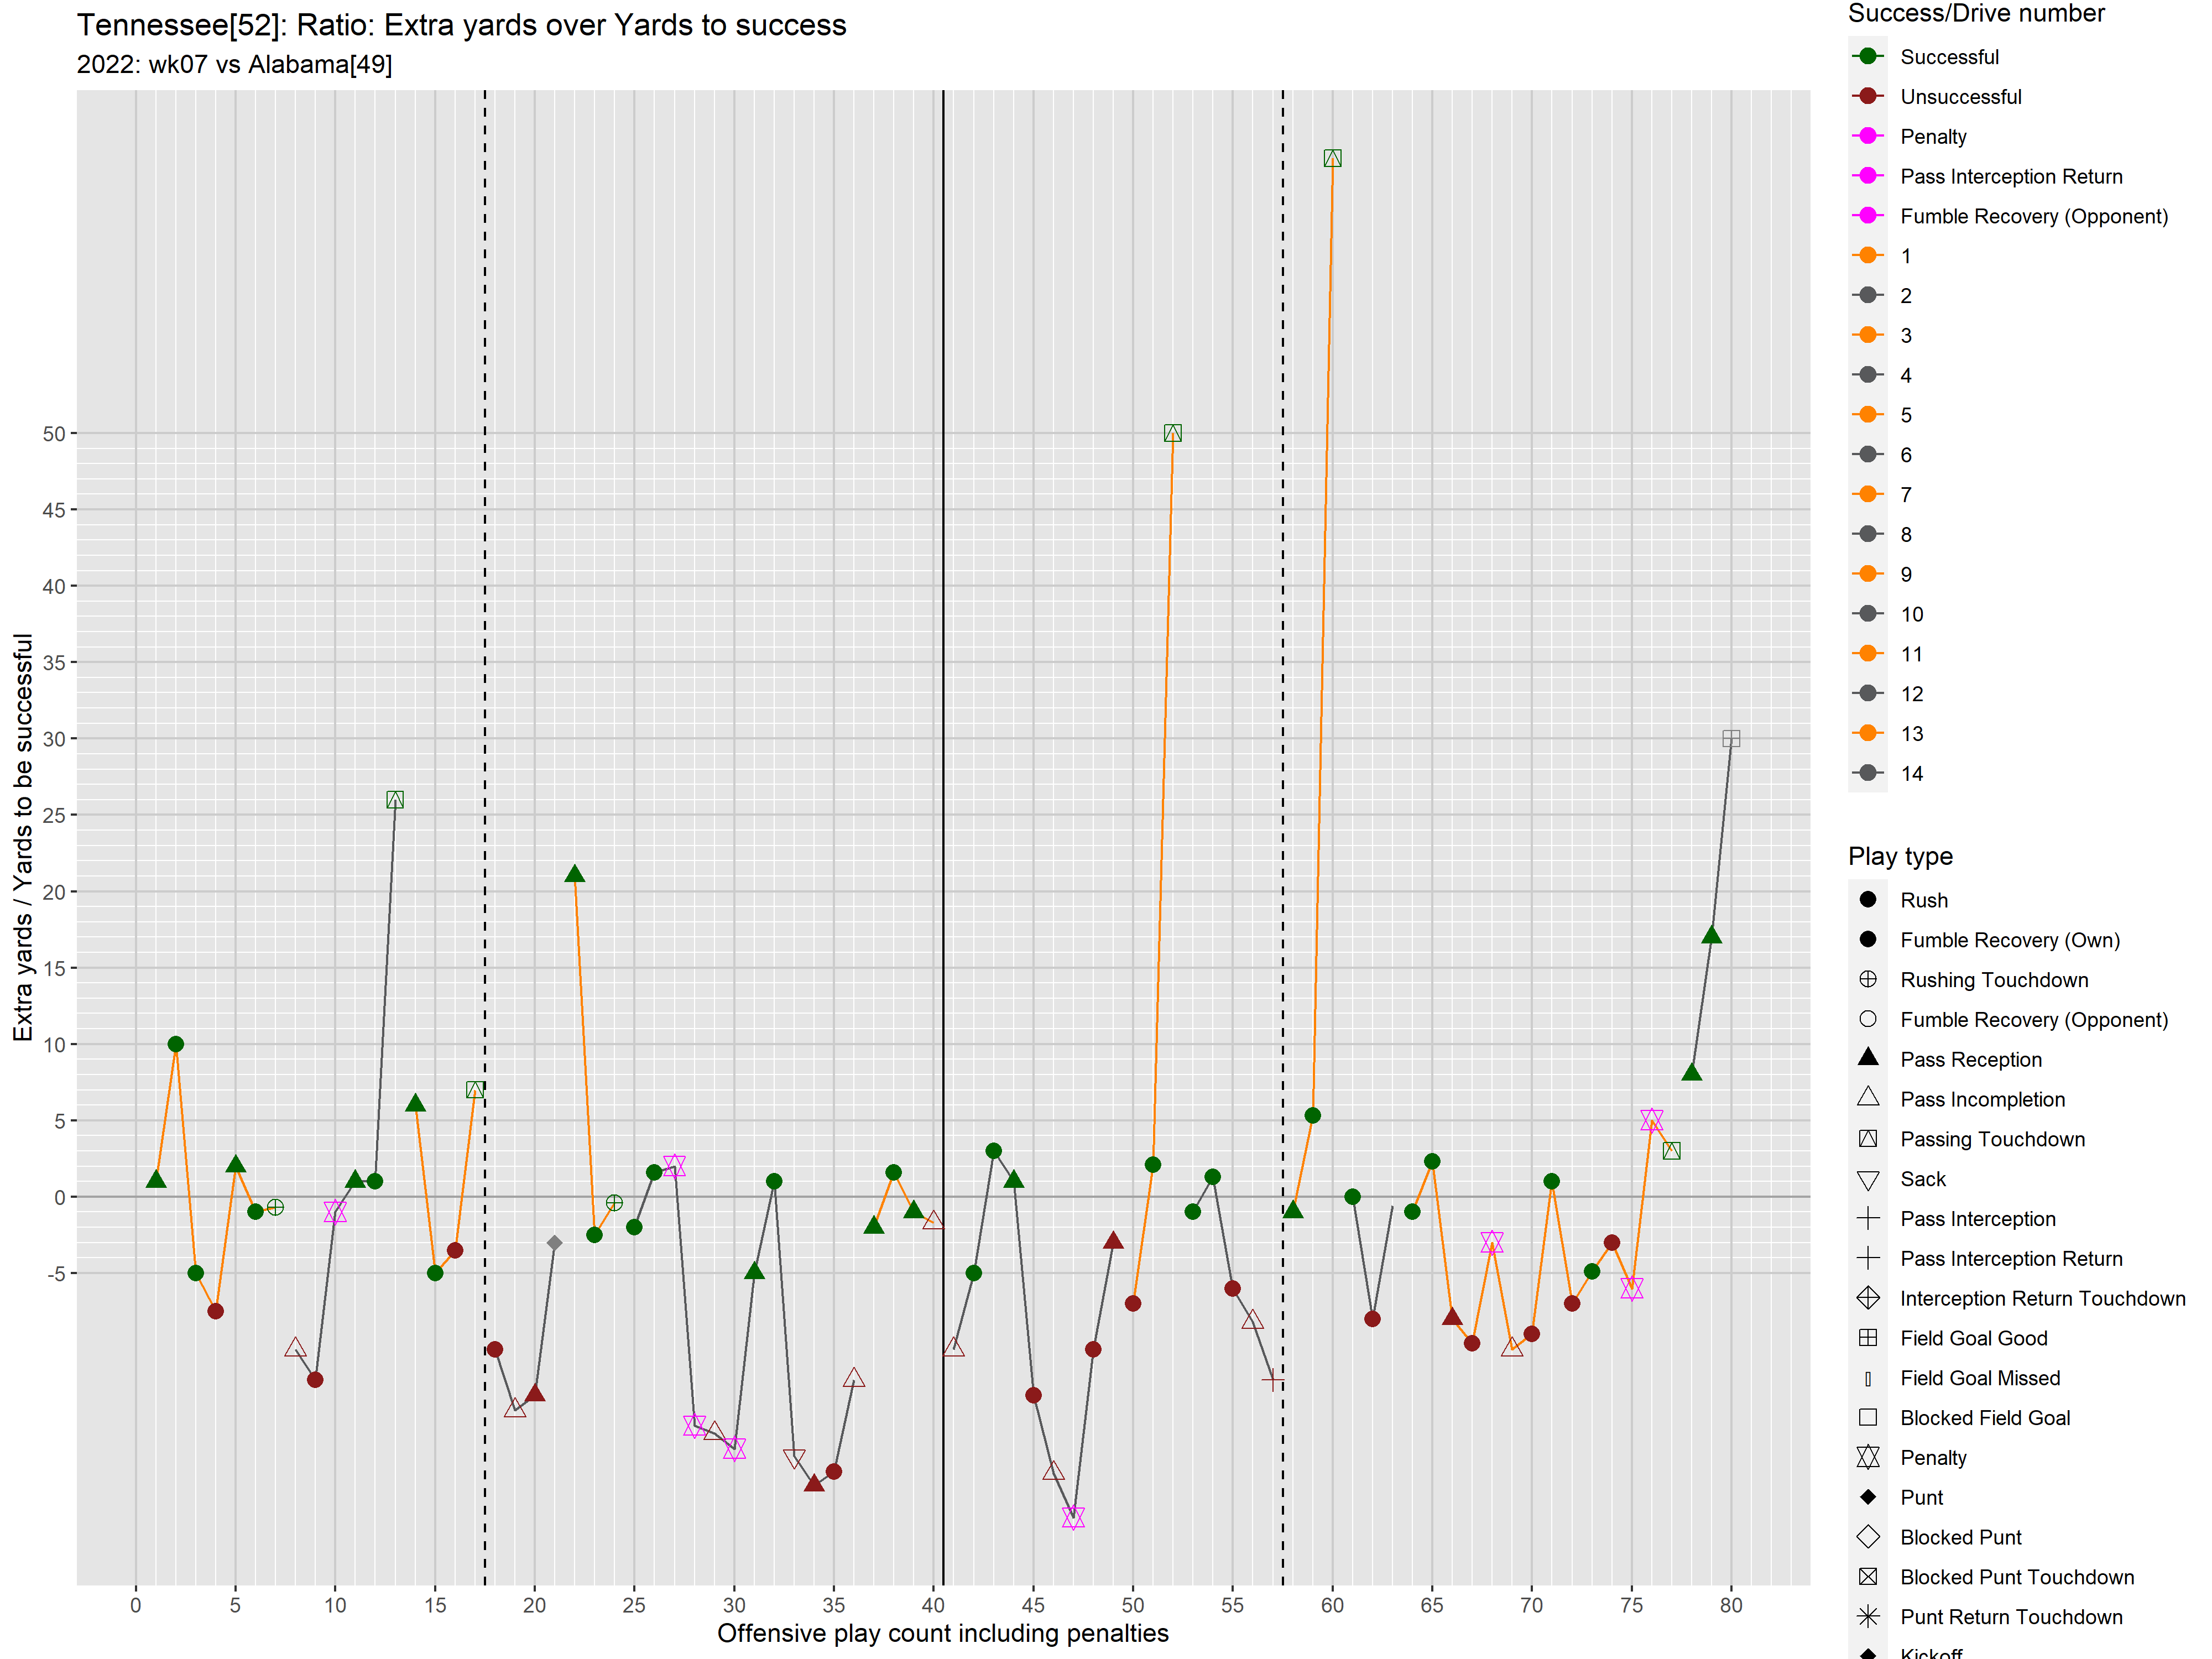 Tennessee[52]: Ratio: Extra yards over Yards to success
2022: wk07 vs Alabama[49]
Extra yards / Yards to be successful
50
45
40
35
30
25
20
15
10
5
0
-5
0 5 10 15 20 25 30 35 40 45 50 55 60 65 70 75 80
Offensive play count including penalties
Success/Drive number
Successful
Unsuccessful
Penalty
Pass Interception Return
Fumble Recovery (Opponent)
1
2
3
4
5
6
7
8
9
10
11
12
13
14
Play type
Rush
Fumble Recovery (Own)
Rushing Touchdown
Fumble Recovery (Opponent)
Pass Reception
Pass Incompletion
Passing Touchdown
Sack
Pass Interception
Pass Interception Return
Interception Return Touchdown
Field Goal Good
Field Goal Missed
Blocked Field Goal
Penalty
Punt
Blocked Punt
Blocked Punt Touchdown
Punt Return Touchdown
Kickoff